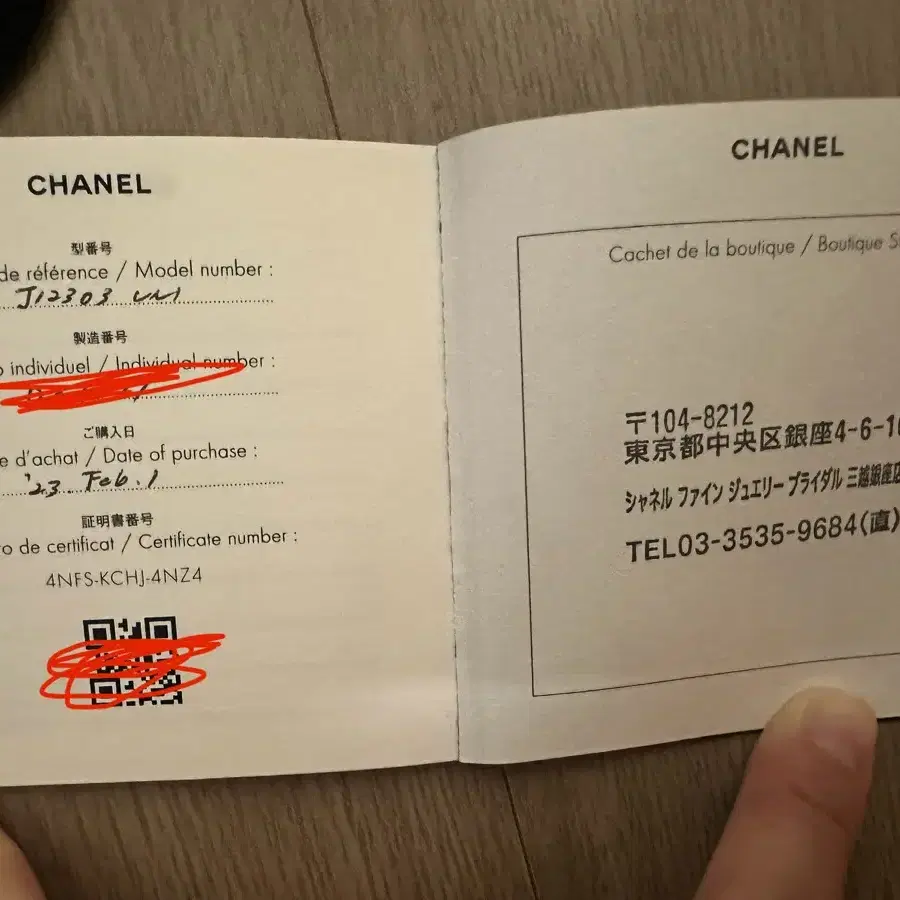 CHANEL
型番号
de référence / Model number :
J12303
製造番号
individuel / Individual number :
ご購入日
d'achat / Date of purchase :
'23 Feb. 1
証明書番号
de certificat / Certificate number :
4NFS-KCHJ-4NZ4
CHANEL
Cachet de la boutique / Boutique
〒104-8212
東京都中央区銀座4-6-16
シャネル ファイン ジュエリー ブライダル 三越銀座店
TEL03-3535-9684(直)